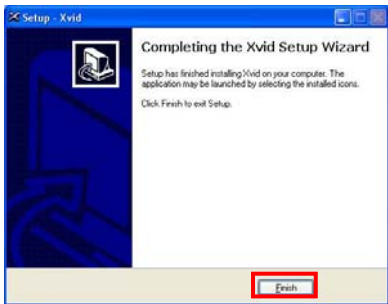 Setup - Xvid
Completing the Xvid Setup Wizard
Setup has finished installing Xvid on your computer. The
application may be launched by selecting the installed icons.
Click Finish to exit Setup.
Finish